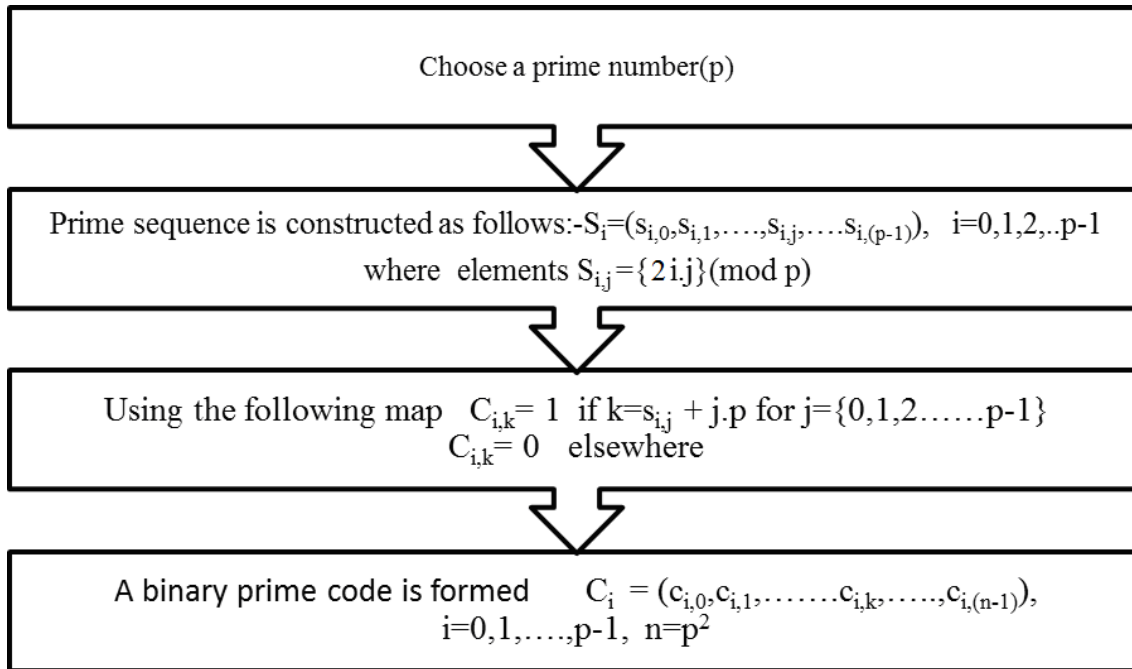 Choose a prime number(p)
Prime sequence is constructed as follows:-Sᵢ=(sᵢ,₀,sᵢ,₁,….,sᵢ,ⱼ,….sᵢ,₍ₚ₋₁₎), i=0,1,2,..p-1
where elements Sᵢ,ⱼ={2i.j}(mod p)
Using the following map Cᵢ,ₖ= 1 if k=sᵢ,ⱼ + j.p for j={0,1,2……p-1}
Cᵢ,ₖ= 0 elsewhere
A binary prime code is formed Cᵢ = (cᵢ,₀,cᵢ,₁,…….cᵢ,ₖ,…..,cᵢ,₍ₙ₋₁₎),
i=0,1,….,p-1, n=p²